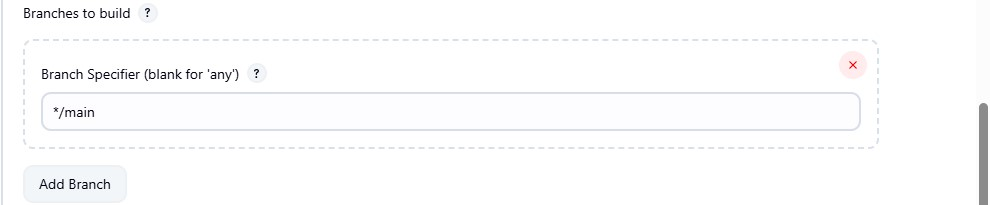 Branches to build ?
Branch Specifier (blank for 'any') ?
*/main
Add Branch